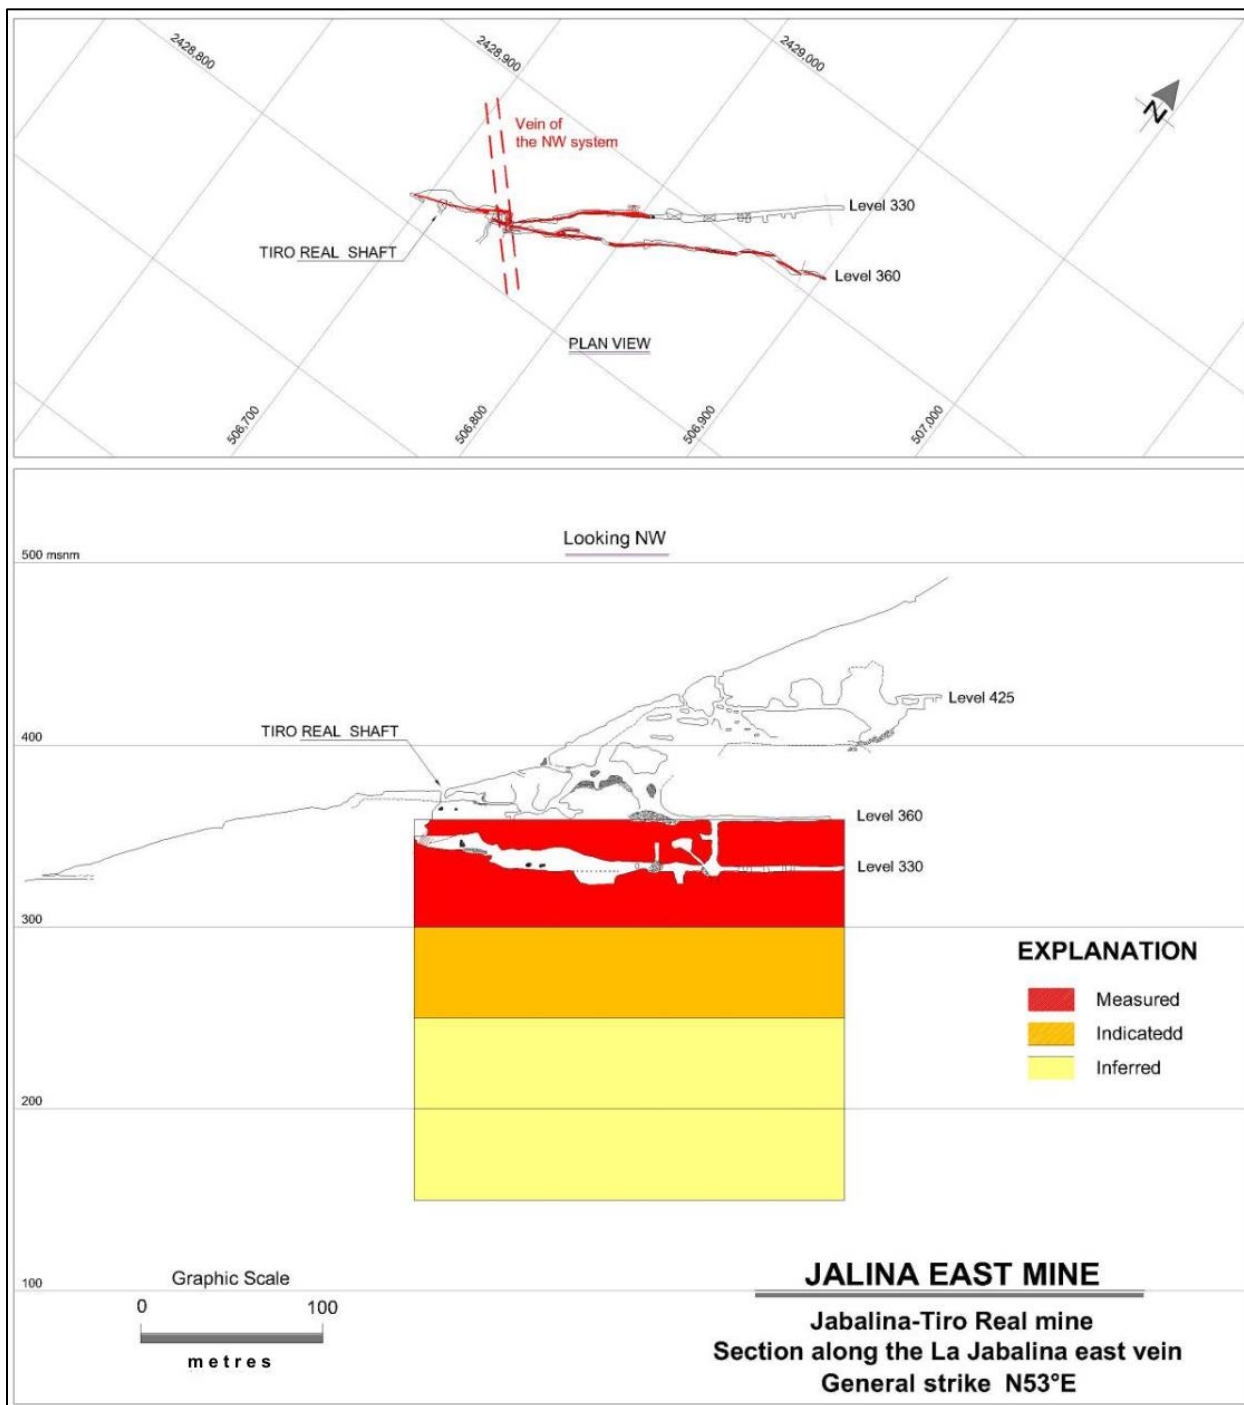 2428,800
2428,900
2429,000
N
Vein of
the NW system
Level 330
TIRO REAL SHAFT
Level 360
PLAN VIEW
506,700
506,800
506,900
507,000
Looking NW
500 msnm
Level 425
TIRO REAL SHAFT
400
Level 360
Level 330
300
EXPLANATION
Measured
Indicatedd
Inferred
200
Graphic Scale
0 100
metres
100
JALINA EAST MINE
Jabalina-Tiro Real mine
Section along the La Jabalina east vein
General strike N53°E